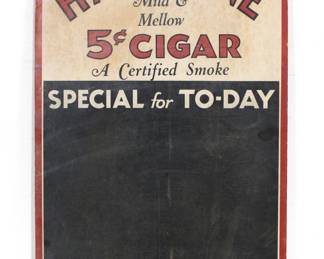 Mild &
Mellow
5¢ CIGAR
A Certified Smoke
SPECIAL for TO-DAY